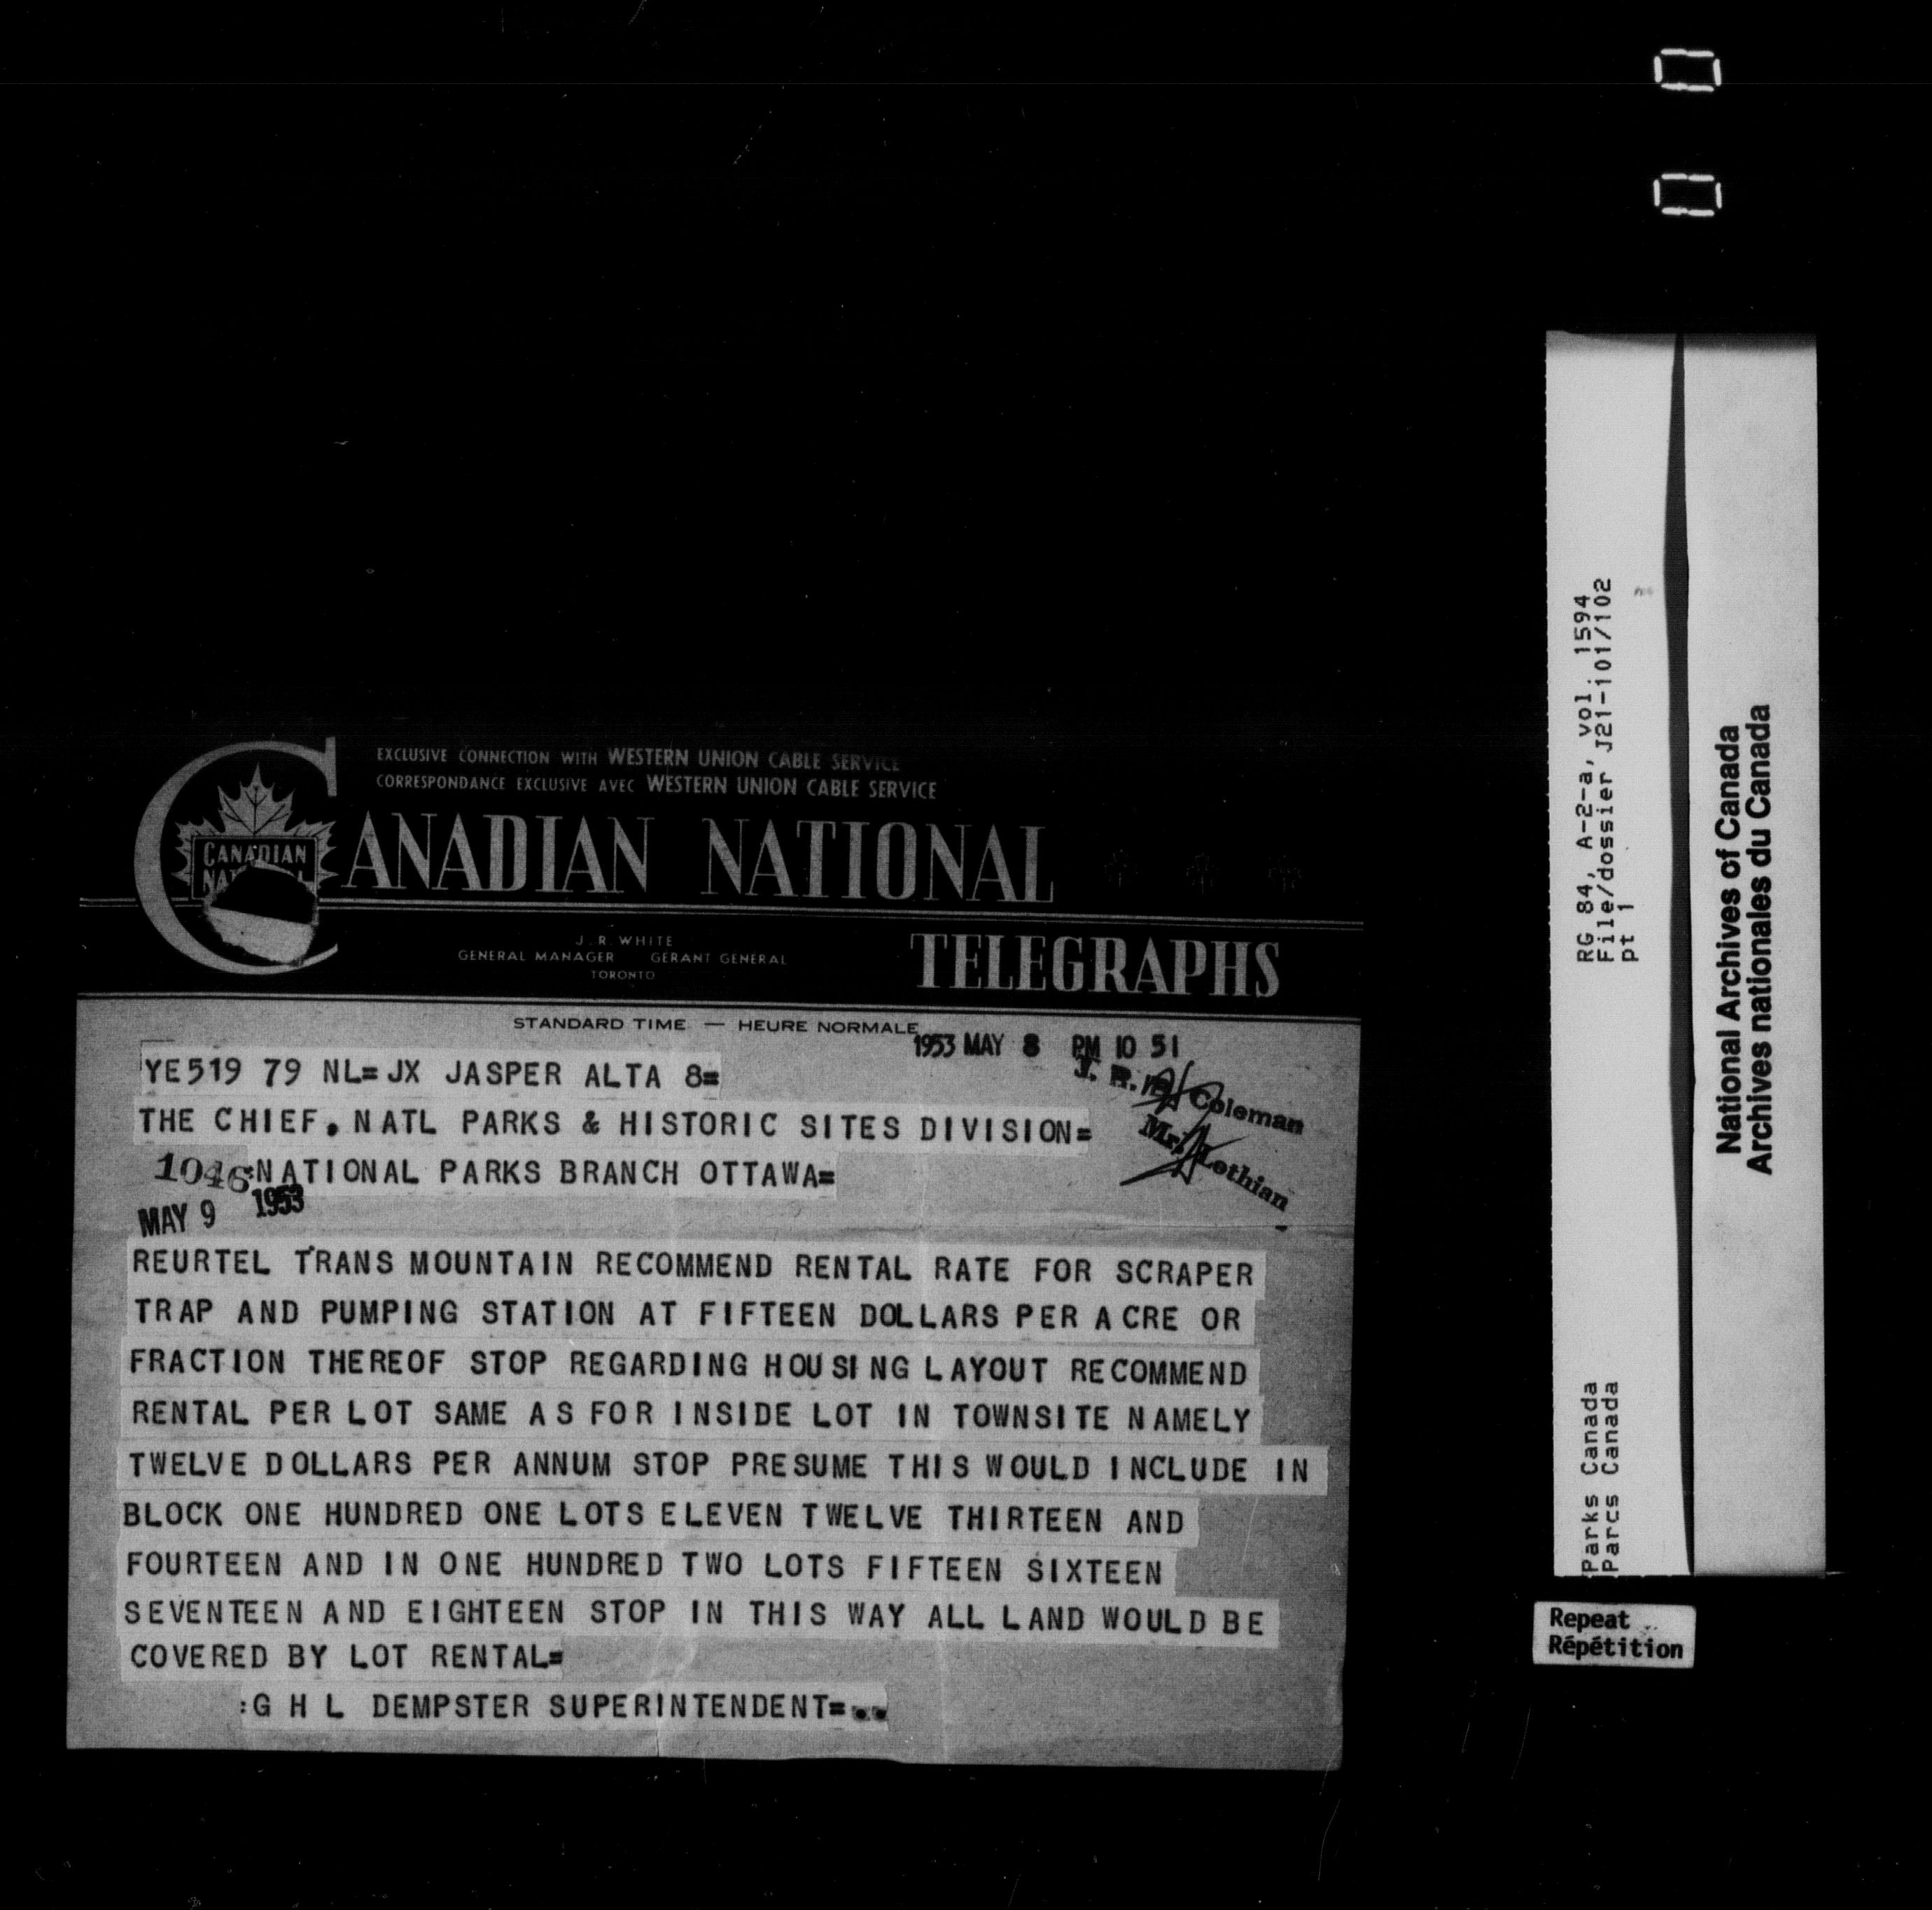 EXCLUSIVE CONNECTION WITH WESTERN UNION CABLE SERVICE
CORRESPONDANCE EXCLUSIVE AVEC WESTERN UNION CABLE SERVICE
CANADIAN NATIONAL
CANADIAN
TELEGRAPHS
J. R. WHITE
GENERAL MANAGER GERANT GENERAL
TORONTO
STANDARD TIME — HEURE NORMALE
1953 MAY 8 PM 10 51
YE519 79 NL=JX JASPER ALTA 8=
J. R. B. Coleman
THE CHIEF, NATL PARKS & HISTORIC SITES DIVISION=
Mr. Lothian
1046 :NATIONAL PARKS BRANCH OTTAWA=
MAY 9 1953
REURTEL TRANS MOUNTAIN RECOMMEND RENTAL RATE FOR SCRAPER
TRAP AND PUMPING STATION AT FIFTEEN DOLLARS PER ACRE OR
FRACTION THEREOF STOP REGARDING HOUSING LAYOUT RECOMMEND
RENTAL PER LOT SAME AS FOR INSIDE LOT IN TOWNSITE NAMELY
TWELVE DOLLARS PER ANNUM STOP PRESUME THIS WOULD INCLUDE IN
BLOCK ONE HUNDRED ONE LOTS ELEVEN TWELVE THIRTEEN AND
FOURTEEN AND IN ONE HUNDRED TWO LOTS FIFTEEN SIXTEEN
SEVENTEEN AND EIGHTEEN STOP IN THIS WAY ALL LAND WOULD BE
COVERED BY LOT RENTAL=
:G H L DEMPSTER SUPERINTENDENT=..
RG 84, A-2-a, vol. 1594
File/dossier J21-101/102
pt 1
Parks Canada
Parcs Canada
National Archives of Canada
Archives nationales du Canada
Repeat
Répétition